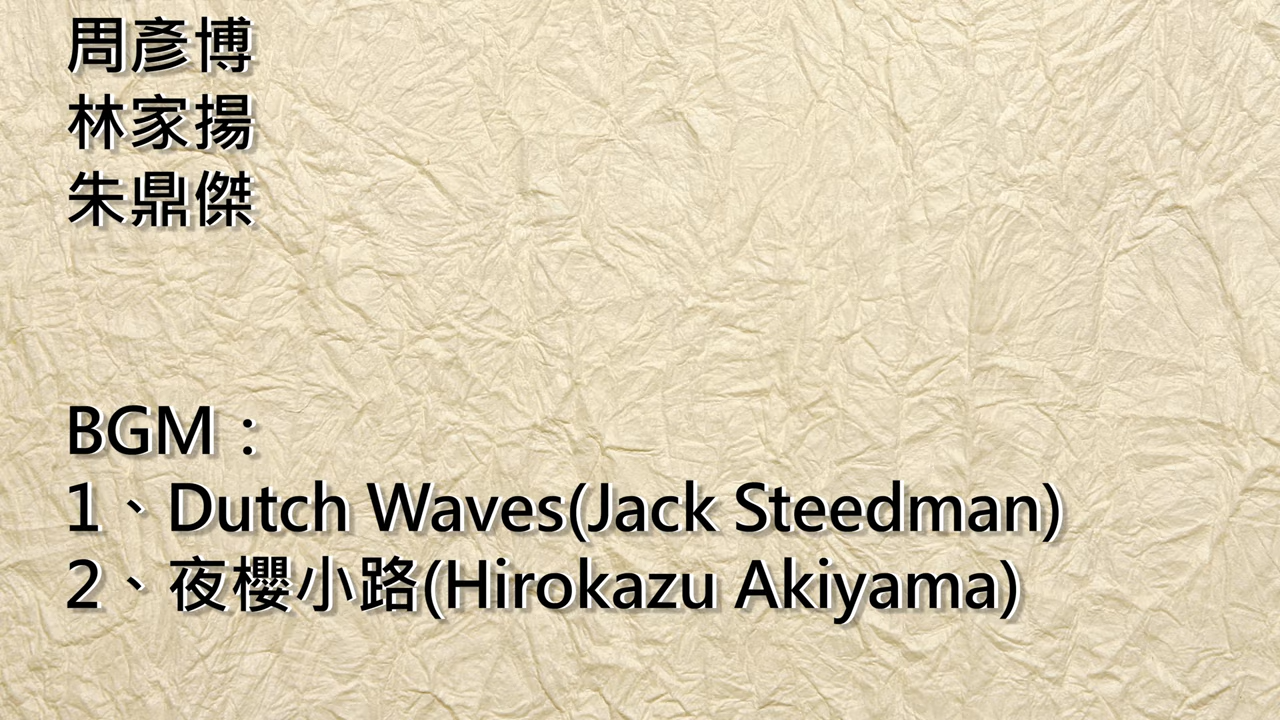 周彥博
林家揚
朱鼎傑
BGM：
1、Dutch Waves(Jack Steedman)
2、夜櫻小路(Hirokazu Akiyama)